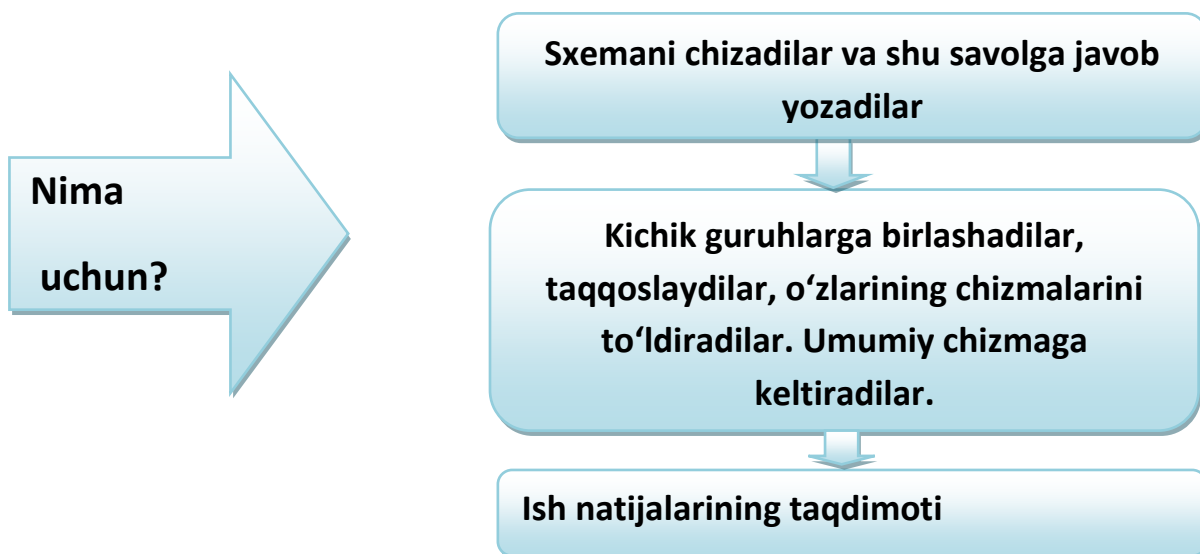 Nima
uchun?
Sxemani chizadilar va shu savolga javob
yozadilar
Kichik guruhlarga birlashadilar,
taqqoslaydilar, o‘zlarining chizmalarini
to‘ldiradilar. Umumiy chizmaga
keltiradilar.
Ish natijalarining taqdimoti